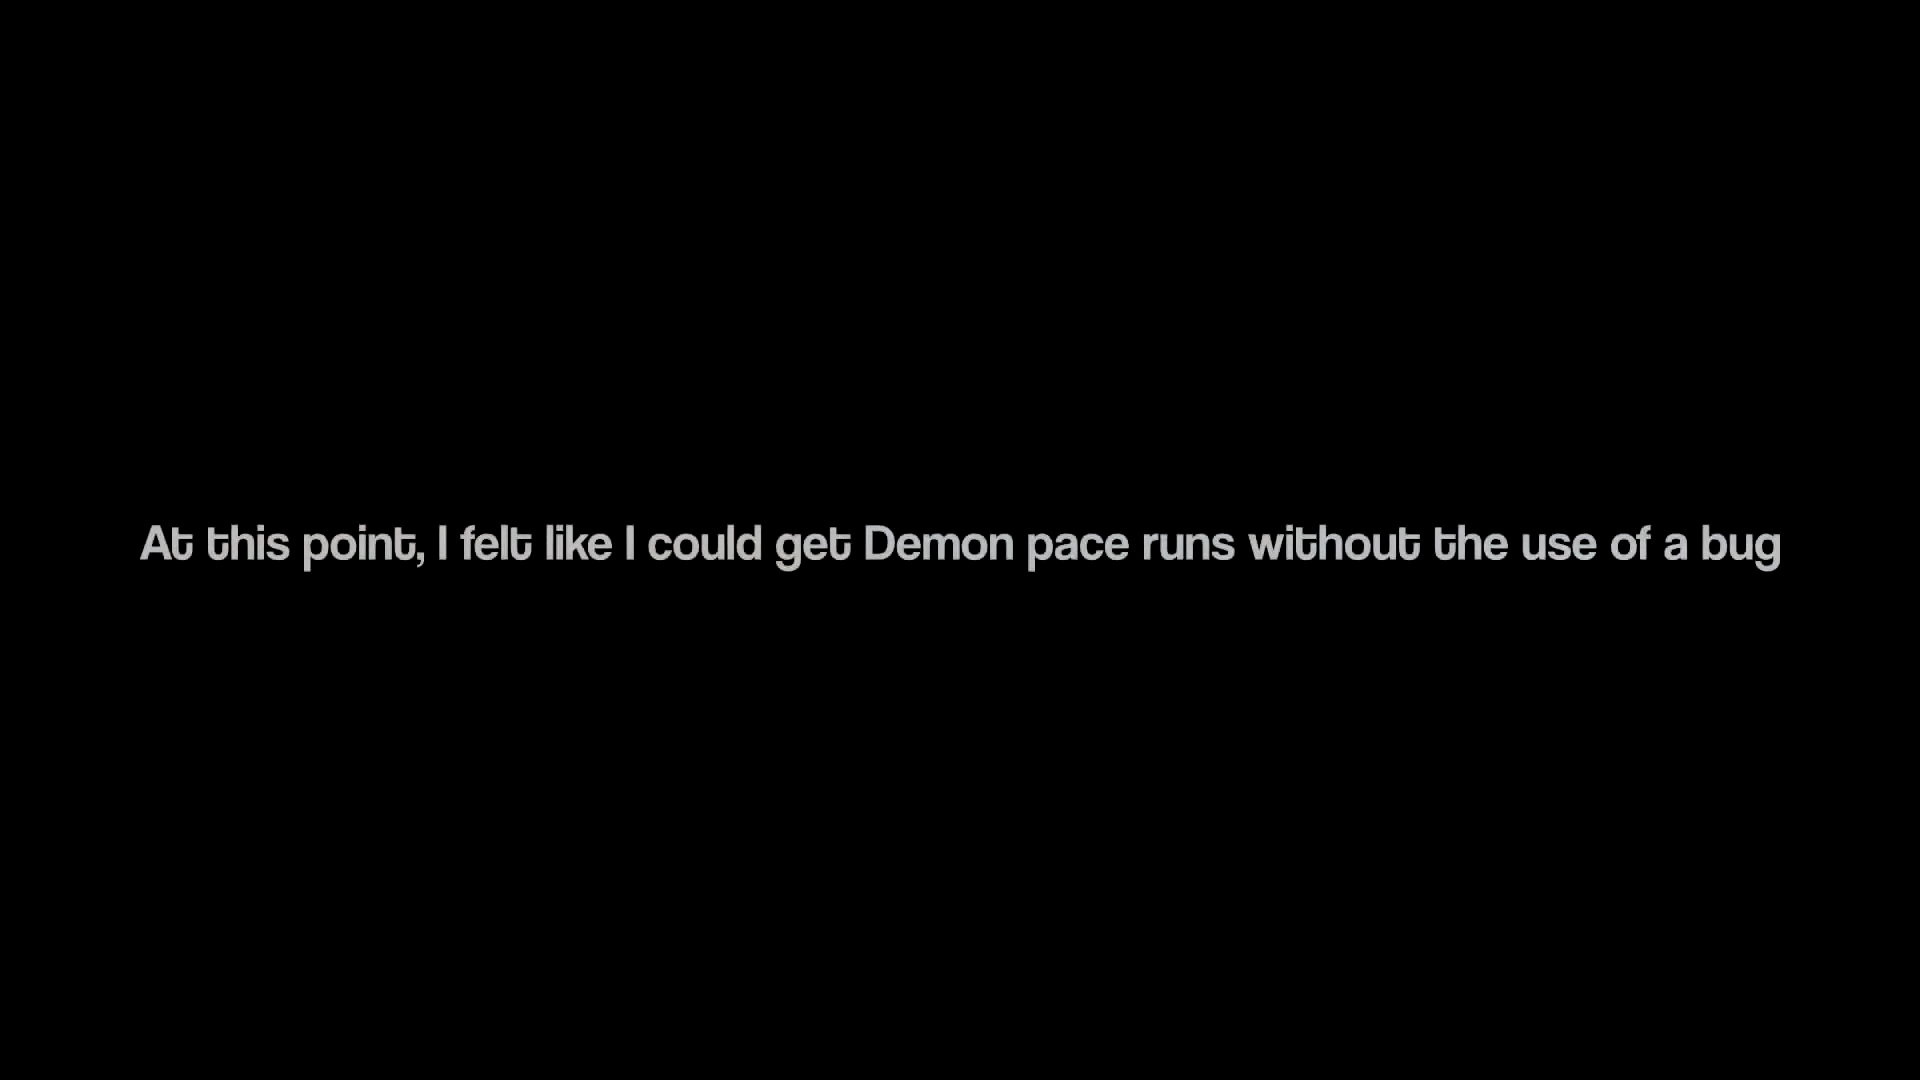 At this point, I felt like I could get Demon pace runs without the use of a bug